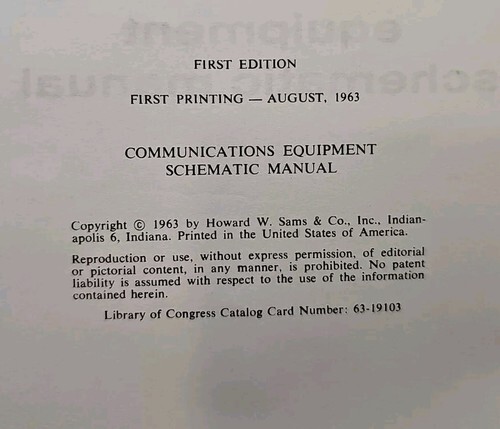 FIRST EDITION
FIRST PRINTING — AUGUST, 1963
COMMUNICATIONS EQUIPMENT
SCHEMATIC MANUAL
Copyright © 1963 by Howard W. Sams & Co., Inc., Indian-
apolis 6, Indiana. Printed in the United States of America.
Reproduction or use, without express permission, of editorial
or pictorial content, in any manner, is prohibited. No patent
liability is assumed with respect to the use of the information
contained herein.
Library of Congress Catalog Card Number: 63-19103